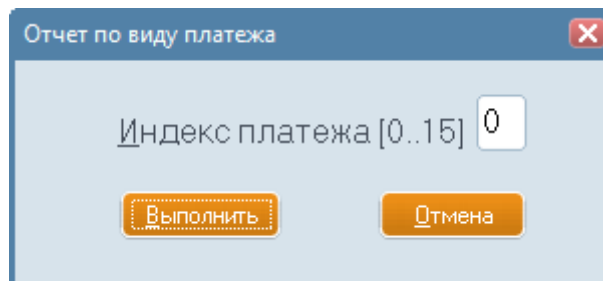 Отчет по виду платежа
Индекс платежа [0..15] 0
Выполнить Отмена